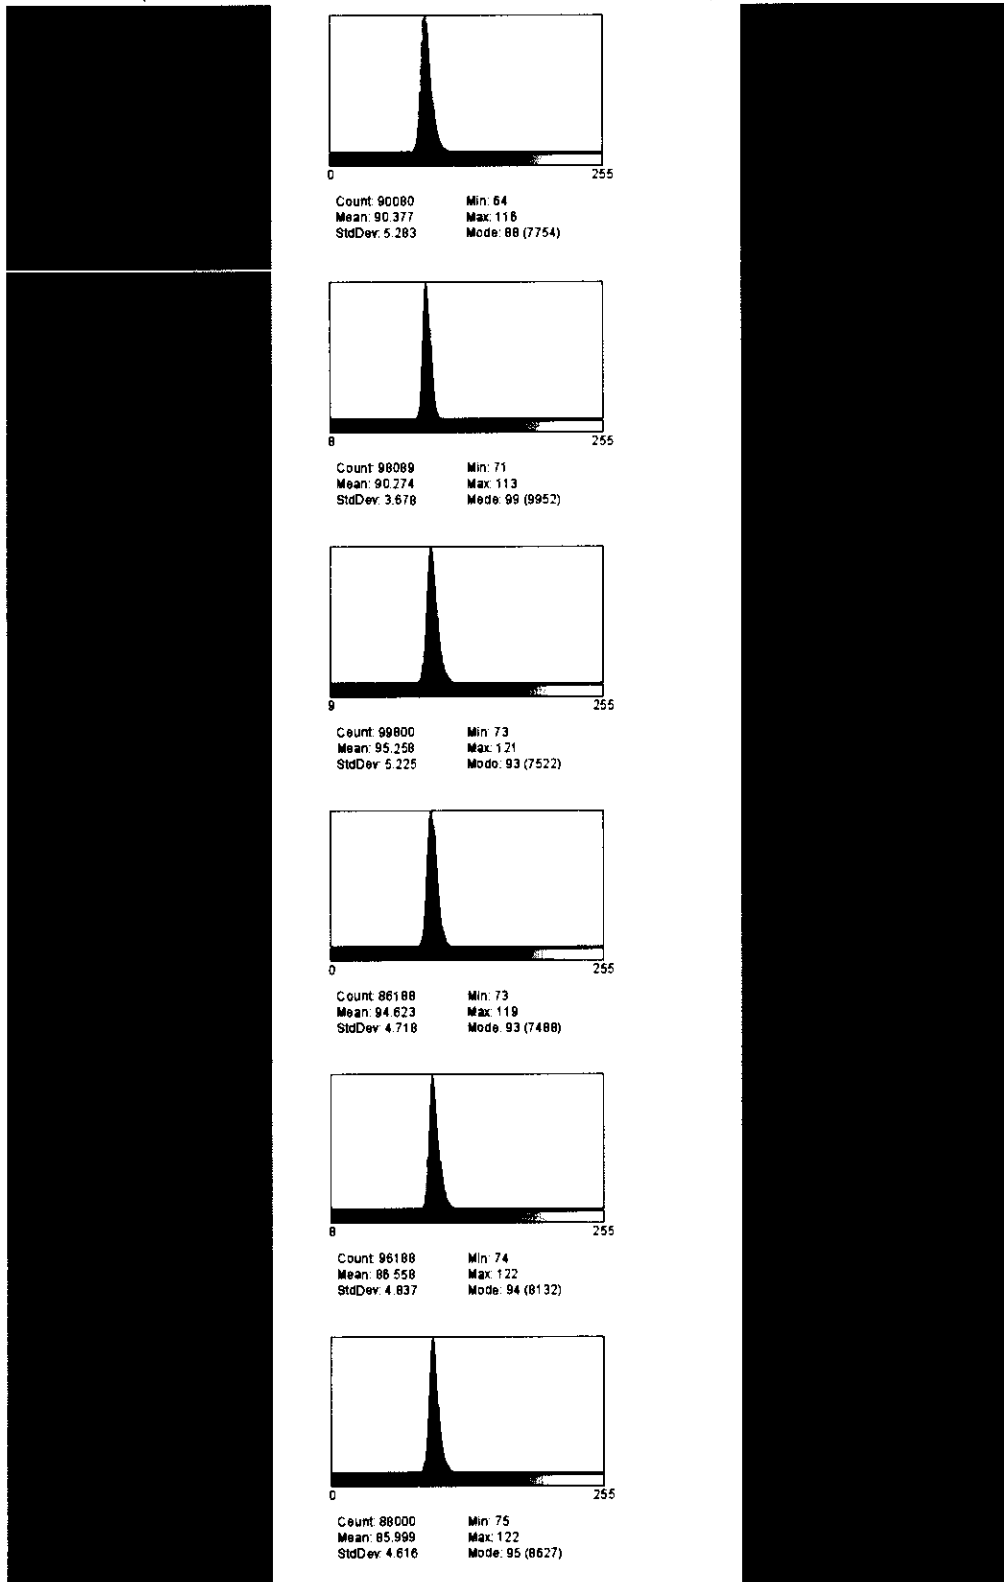 0 255
Count: 90080 Min: 64
Mean: 90.377 Max: 116
StdDev: 5.283 Mode: 88 (7754)
8 255
Count: 98089 Min: 71
Mean: 90.274 Max: 113
StdDev: 3.678 Mede: 99 (9952)
9 255
Ceunt: 99800 Min: 73
Mean: 95.258 Max: 121
StdDev: 5.225 Modo: 93 (7522)
0 255
Count: 86188 Min: 73
Mean: 94.623 Max: 119
StdDev: 4.718 Mode: 93 (7488)
8 255
Count: 96188 Min: 74
Mean: 86.558 Max: 122
StdDev: 4.837 Mode: 94 (8132)
0 255
Count: 88000 Min: 75
Mean: 85.999 Max: 122
StdDev: 4.616 Mode: 95 (8627)